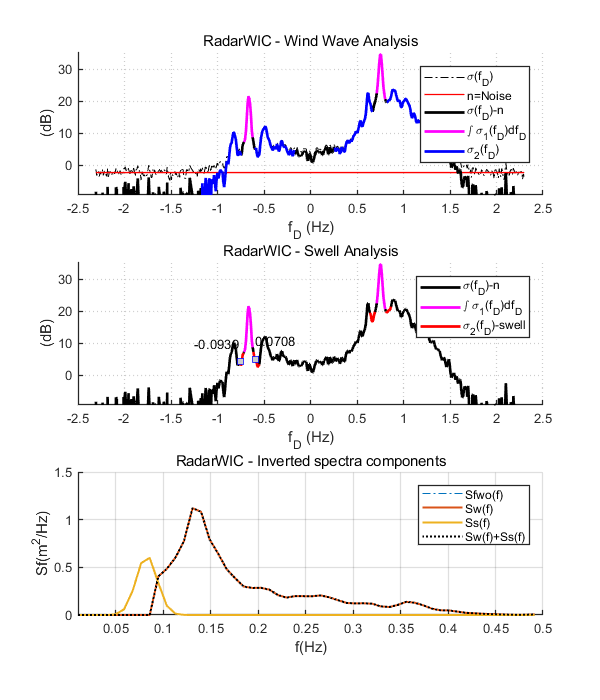 RadarWIC - Wind Wave Analysis
30
20
10
0
(dB)
σ(f_D)
n=Noise
σ(f_D)-n
∫ σ_1(f_D)df_D
σ_2(f_D)
-2.5 -2 -1.5 -1 -0.5 0 0.5 1 1.5 2 2.5
f_D (Hz)
RadarWIC - Swell Analysis
30
20
10
0
(dB)
σ(f_D)-n
∫ σ_1(f_D)df_D
σ_2(f_D)-swell
-0.0939 0.0708
-2.5 -2 -1.5 -1 -0.5 0 0.5 1 1.5 2 2.5
f_D (Hz)
RadarWIC - Inverted spectra components
1.5
1
0.5
0
Sf(m²/Hz)
Sfwo(f)
Sw(f)
Ss(f)
Sw(f)+Ss(f)
0.05 0.1 0.15 0.2 0.25 0.3 0.35 0.4 0.45 0.5
f(Hz)